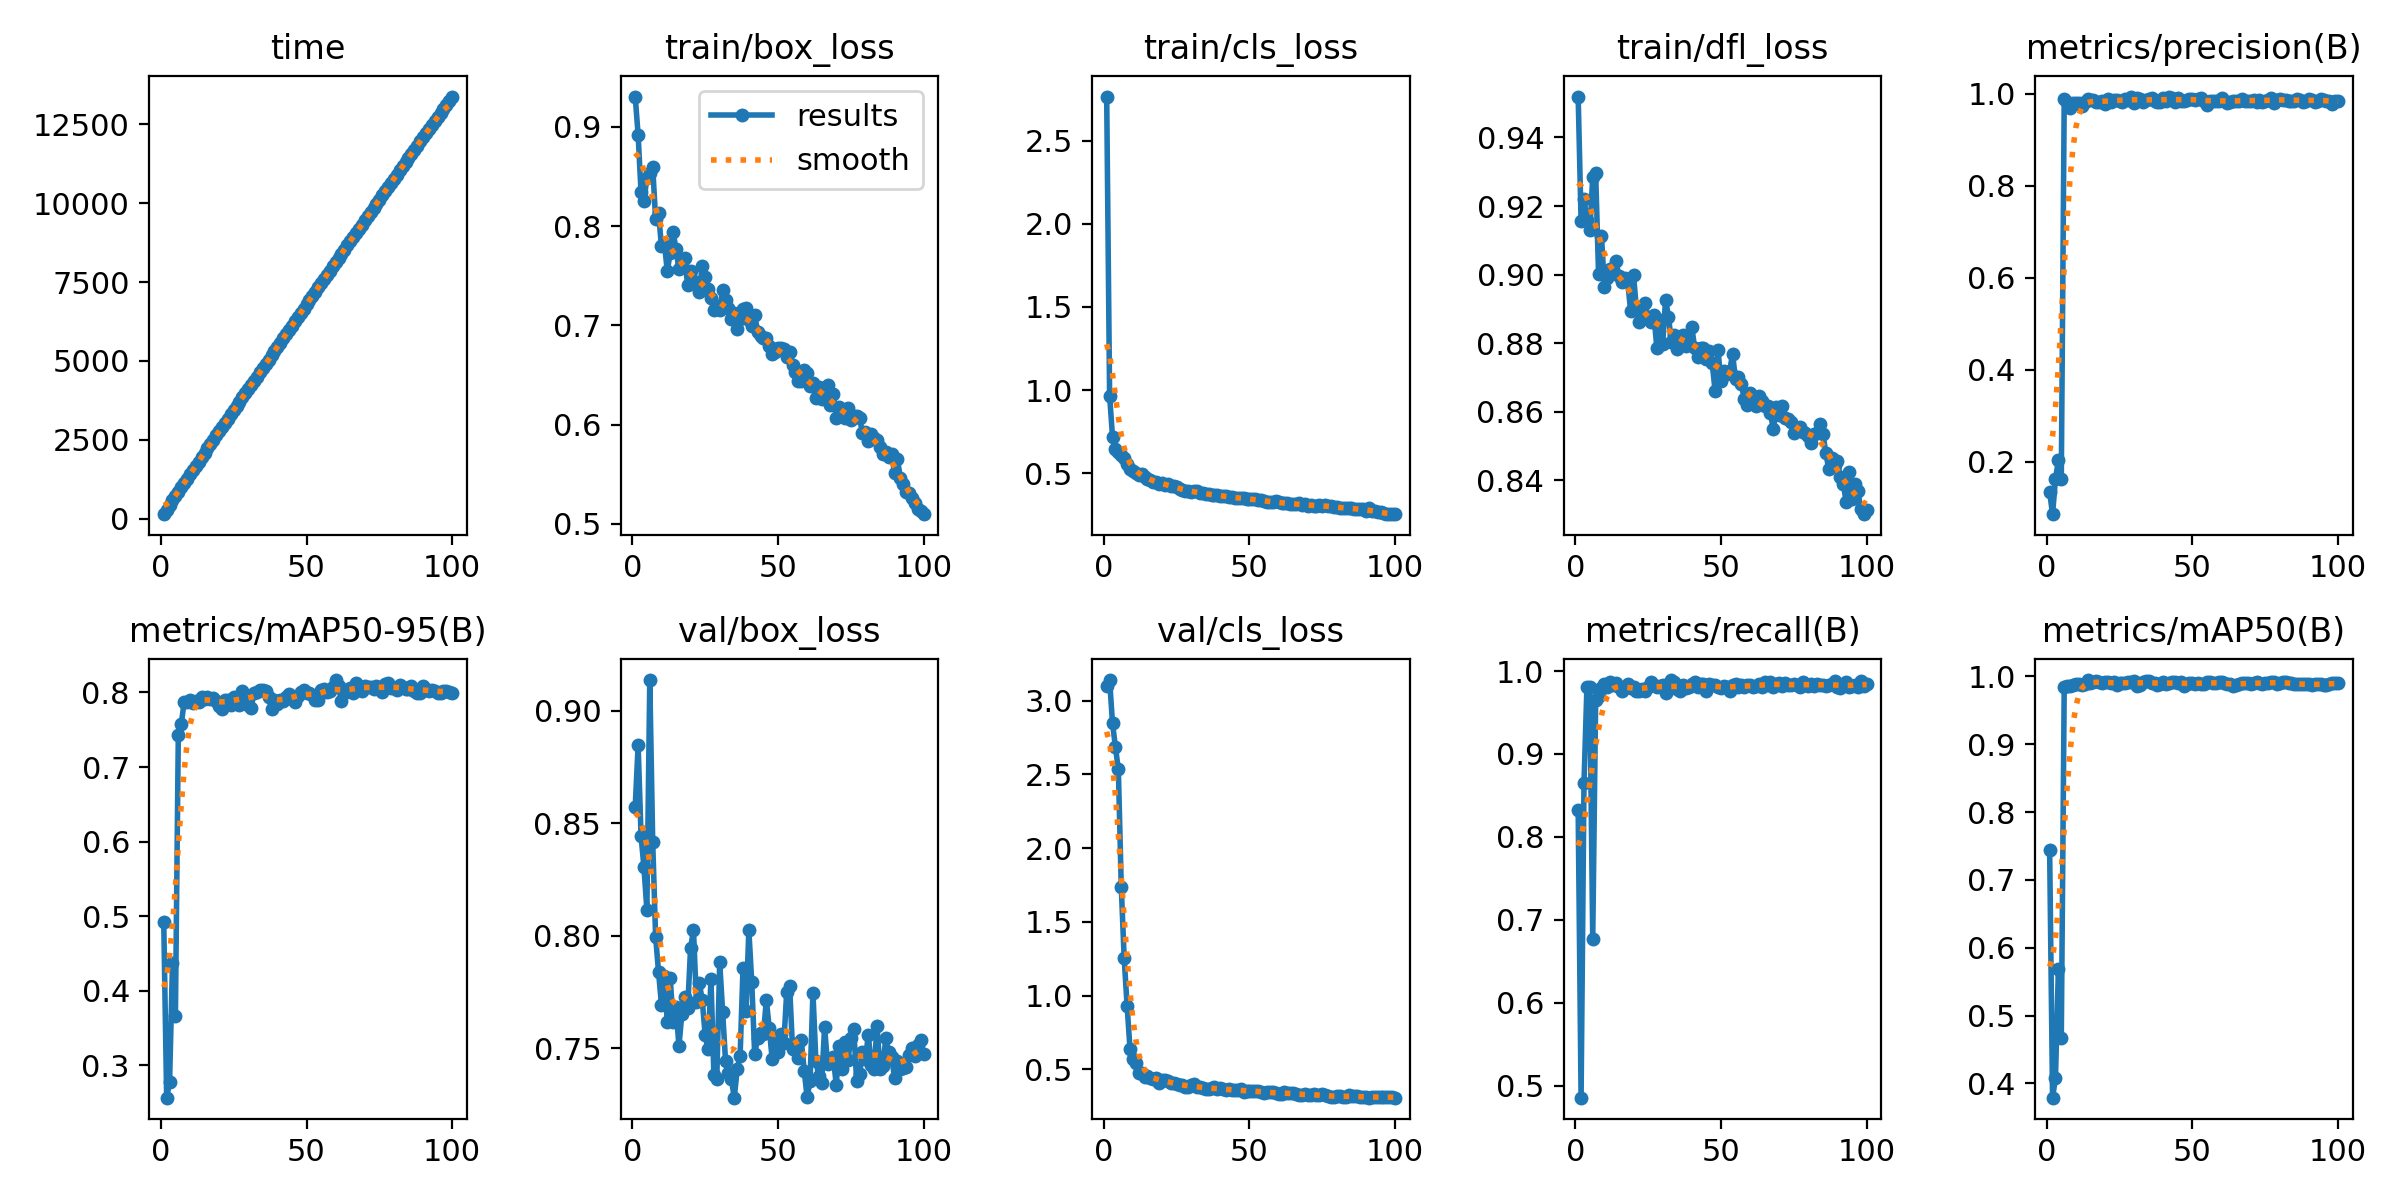 time
12500
10000
7500
5000
2500
0
0 50 100
train/box_loss
results
smooth
0.9
0.8
0.7
0.6
0.5
0 50 100
train/cls_loss
2.5
2.0
1.5
1.0
0.5
0 50 100
train/dfl_loss
0.94
0.92
0.90
0.88
0.86
0.84
0 50 100
metrics/precision(B)
1.0
0.8
0.6
0.4
0.2
0 50 100
metrics/mAP50-95(B)
0.8
0.7
0.6
0.5
0.4
0.3
0 50 100
val/box_loss
0.90
0.85
0.80
0.75
0 50 100
val/cls_loss
3.0
2.5
2.0
1.5
1.0
0.5
0 50 100
metrics/recall(B)
1.0
0.9
0.8
0.7
0.6
0.5
0 50 100
metrics/mAP50(B)
1.0
0.9
0.8
0.7
0.6
0.5
0.4
0 50 100